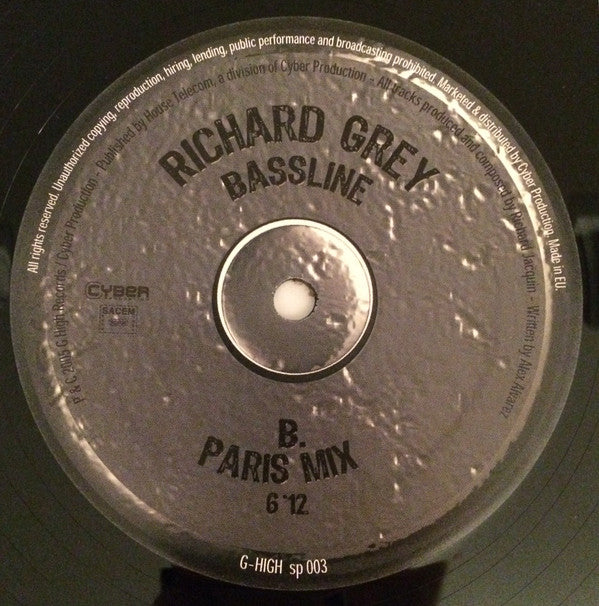 All rights reserved. Unauthorized copying, reproduction, hiring, lending, public performance and broadcasting prohibited. Marketed & distributed by Cyber Production. Made in EU.
P & C 2005 G High Records / Cyber Production - Published by House Telecom, a division of Cyber Production - All tracks produced and composed by Richard Jacquin - Written by Alex Alvarez
RICHARD GREY
BASSLINE
CYBER
SACEM
B.
PARIS MIX
6'12
G-HIGH sp 003